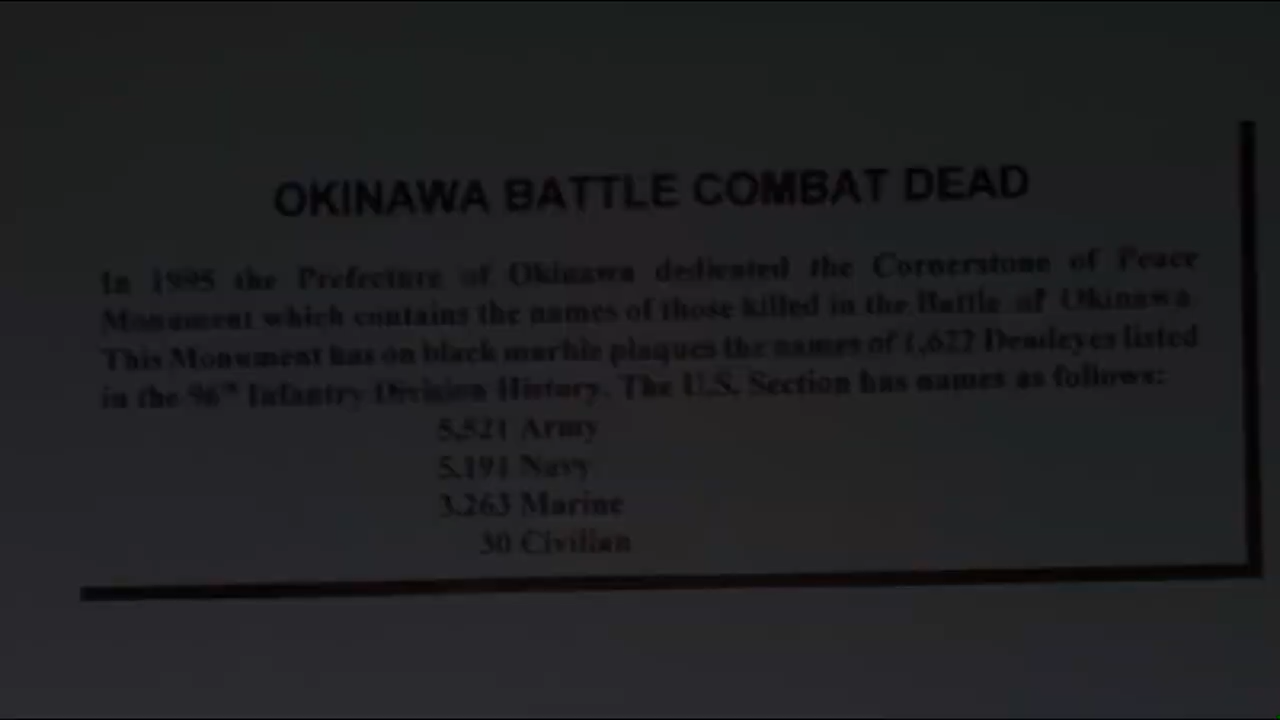 OKINAWA BATTLE COMBAT DEAD
In 1995 the Prefecture of Okinawa dedicated the Cornerstone of Peace
Monument which contains the names of those killed in the Battle of Okinawa.
This Monument has on black marble plaques the names of 1,622 Deadeyes listed
in the 96th Infantry Division History. The U.S. Section has names as follows:
5,521 Army
5,191 Navy
3,263 Marine
30 Civilian